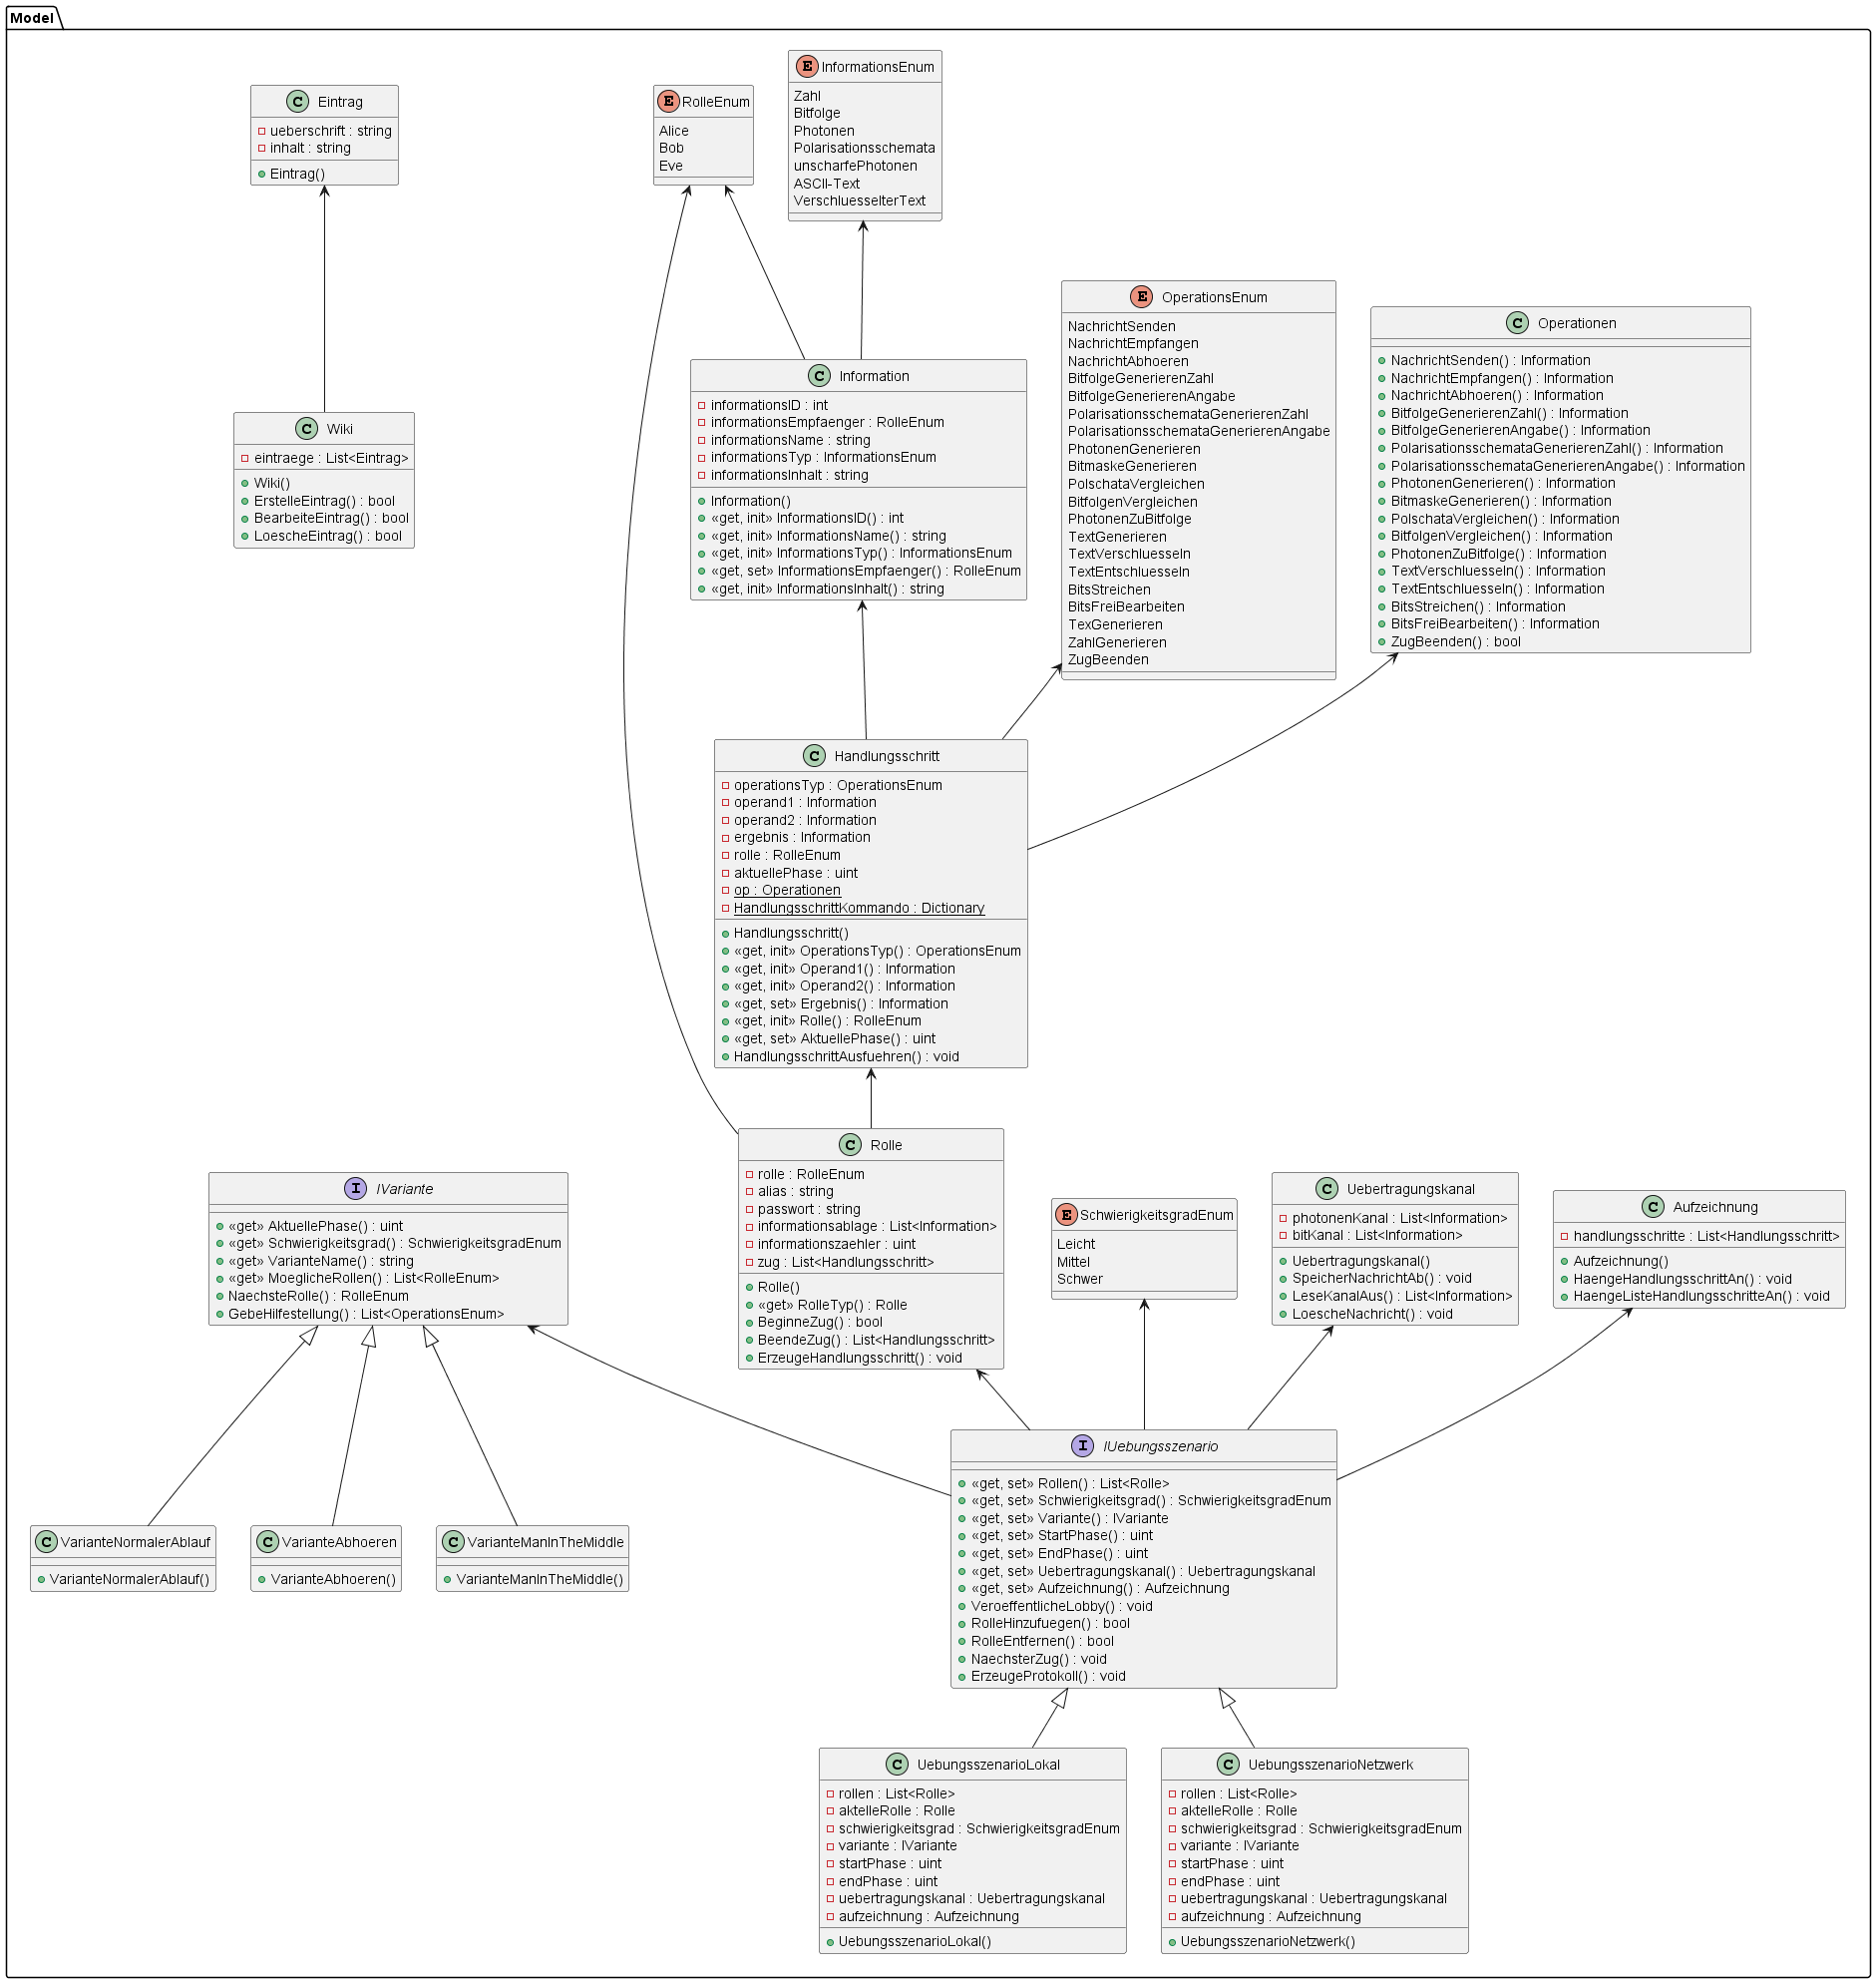 Model
E InformationsEnum
Zahl
Bitfolge
Photonen
Polarisationsschemata
unscharfePhotonen
ASCII-Text
VerschluesselterText
C Eintrag
ueberschrift : string
inhalt : string
Eintrag()
E RolleEnum
Alice
Bob
Eve
E OperationsEnum
NachrichtSenden
NachrichtEmpfangen
NachrichtAbhoeren
BitfolgeGenerierenZahl
BitfolgeGenerierenAngabe
PolarisationsschemataGenerierenZahl
PolarisationsschemataGenerierenAngabe
PhotonenGenerieren
BitmaskeGenerieren
PolschataVergleichen
BitfolgenVergleichen
PhotonenZuBitfolge
TextGenerieren
TextVerschluesseln
TextEntschluesseln
BitsStreichen
BitsFreiBearbeiten
TexGenerieren
ZahlGenerieren
ZugBeenden
C Operationen
NachrichtSenden() : Information
NachrichtEmpfangen() : Information
NachrichtAbhoeren() : Information
BitfolgeGenerierenZahl() : Information
BitfolgeGenerierenAngabe() : Information
PolarisationsschemataGenerierenZahl() : Information
PolarisationsschemataGenerierenAngabe() : Information
PhotonenGenerieren() : Information
BitmaskeGenerieren() : Information
PolschataVergleichen() : Information
BitfolgenVergleichen() : Information
PhotonenZuBitfolge() : Information
TextVerschluesseln() : Information
TextEntschluesseln() : Information
BitsStreichen() : Information
BitsFreiBearbeiten() : Information
ZugBeenden() : bool
C Information
informationsID : int
informationsEmpfaenger : RolleEnum
informationsName : string
informationsTyp : InformationsEnum
informationsInhalt : string
Information()
«get, init» InformationsID() : int
«get, init» InformationsName() : string
«get, init» InformationsTyp() : InformationsEnum
«get, set» InformationsEmpfaenger() : RolleEnum
«get, init» InformationsInhalt() : string
C Wiki
eintraege : List<Eintrag>
Wiki()
ErstelleEintrag() : bool
BearbeiteEintrag() : bool
LoescheEintrag() : bool
C Handlungsschritt
operationsTyp : OperationsEnum
operand1 : Information
operand2 : Information
ergebnis : Information
rolle : RolleEnum
aktuellePhase : uint
op : Operationen
HandlungsschrittKommando : Dictionary
Handlungsschritt()
«get, init» OperationsTyp() : OperationsEnum
«get, init» Operand1() : Information
«get, init» Operand2() : Information
«get, set» Ergebnis() : Information
«get, init» Rolle() : RolleEnum
«get, set» AktuellePhase() : uint
HandlungsschrittAusfuehren() : void
C Rolle
rolle : RolleEnum
alias : string
passwort : string
informationsablage : List<Information>
informationszaehler : uint
zug : List<Handlungsschritt>
Rolle()
«get» RolleTyp() : Rolle
BeginneZug() : bool
BeendeZug() : List<Handlungsschritt>
ErzeugeHandlungsschritt() : void
I IVariante
«get» AktuellePhase() : uint
«get» Schwierigkeitsgrad() : SchwierigkeitsgradEnum
«get» VarianteName() : string
«get» MoeglicheRollen() : List<RolleEnum>
NaechsteRolle() : RolleEnum
GebeHilfestellung() : List<OperationsEnum>
E SchwierigkeitsgradEnum
Leicht
Mittel
Schwer
C Uebertragungskanal
photonenKanal : List<Information>
bitKanal : List<Information>
Uebertragungskanal()
SpeicherNachrichtAb() : void
LeseKanalAus() : List<Information>
LoescheNachricht() : void
C Aufzeichnung
handlungsschritte : List<Handlungsschritt>
Aufzeichnung()
HaengeHandlungsschrittAn() : void
HaengeListeHandlungsschritteAn() : void
C VarianteNormalerAblauf
VarianteNormalerAblauf()
C VarianteAbhoeren
VarianteAbhoeren()
C VarianteManInTheMiddle
VarianteManInTheMiddle()
I IUebungsszenario
«get, set» Rollen() : List<Rolle>
«get, set» Schwierigkeitsgrad() : SchwierigkeitsgradEnum
«get, set» Variante() : IVariante
«get, set» StartPhase() : uint
«get, set» EndPhase() : uint
«get, set» Uebertragungskanal() : Uebertragungskanal
«get, set» Aufzeichnung() : Aufzeichnung
VeroeffentlicheLobby() : void
RolleHinzufuegen() : bool
RolleEntfernen() : bool
NaechsterZug() : void
ErzeugeProtokoll() : void
C UebungsszenarioLokal
rollen : List<Rolle>
aktelleRolle : Rolle
schwierigkeitsgrad : SchwierigkeitsgradEnum
variante : IVariante
startPhase : uint
endPhase : uint
uebertragungskanal : Uebertragungskanal
aufzeichnung : Aufzeichnung
UebungsszenarioLokal()
C UebungsszenarioNetzwerk
rollen : List<Rolle>
aktelleRolle : Rolle
schwierigkeitsgrad : SchwierigkeitsgradEnum
variante : IVariante
startPhase : uint
endPhase : uint
uebertragungskanal : Uebertragungskanal
aufzeichnung : Aufzeichnung
UebungsszenarioNetzwerk()